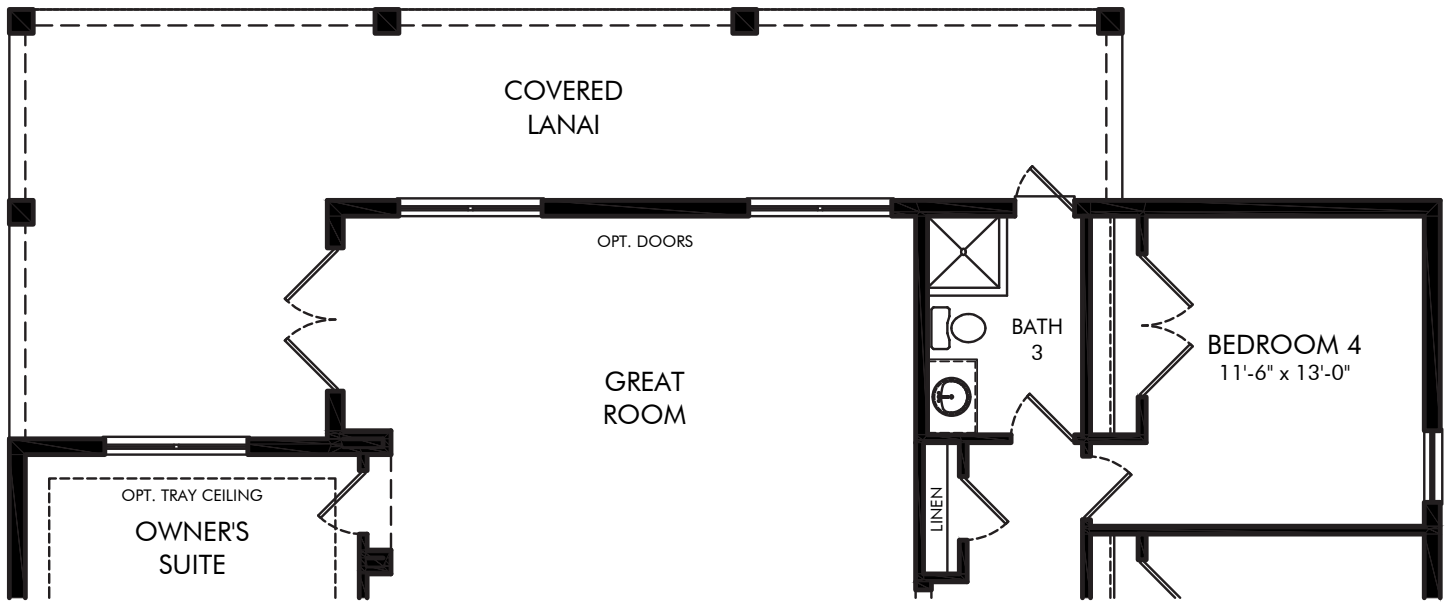 COVERED
LANAI
OPT. DOORS
BATH
3
BEDROOM 4
11'-6" x 13'-0"
GREAT
ROOM
OPT. TRAY CEILING
OWNER'S
SUITE
LINEN